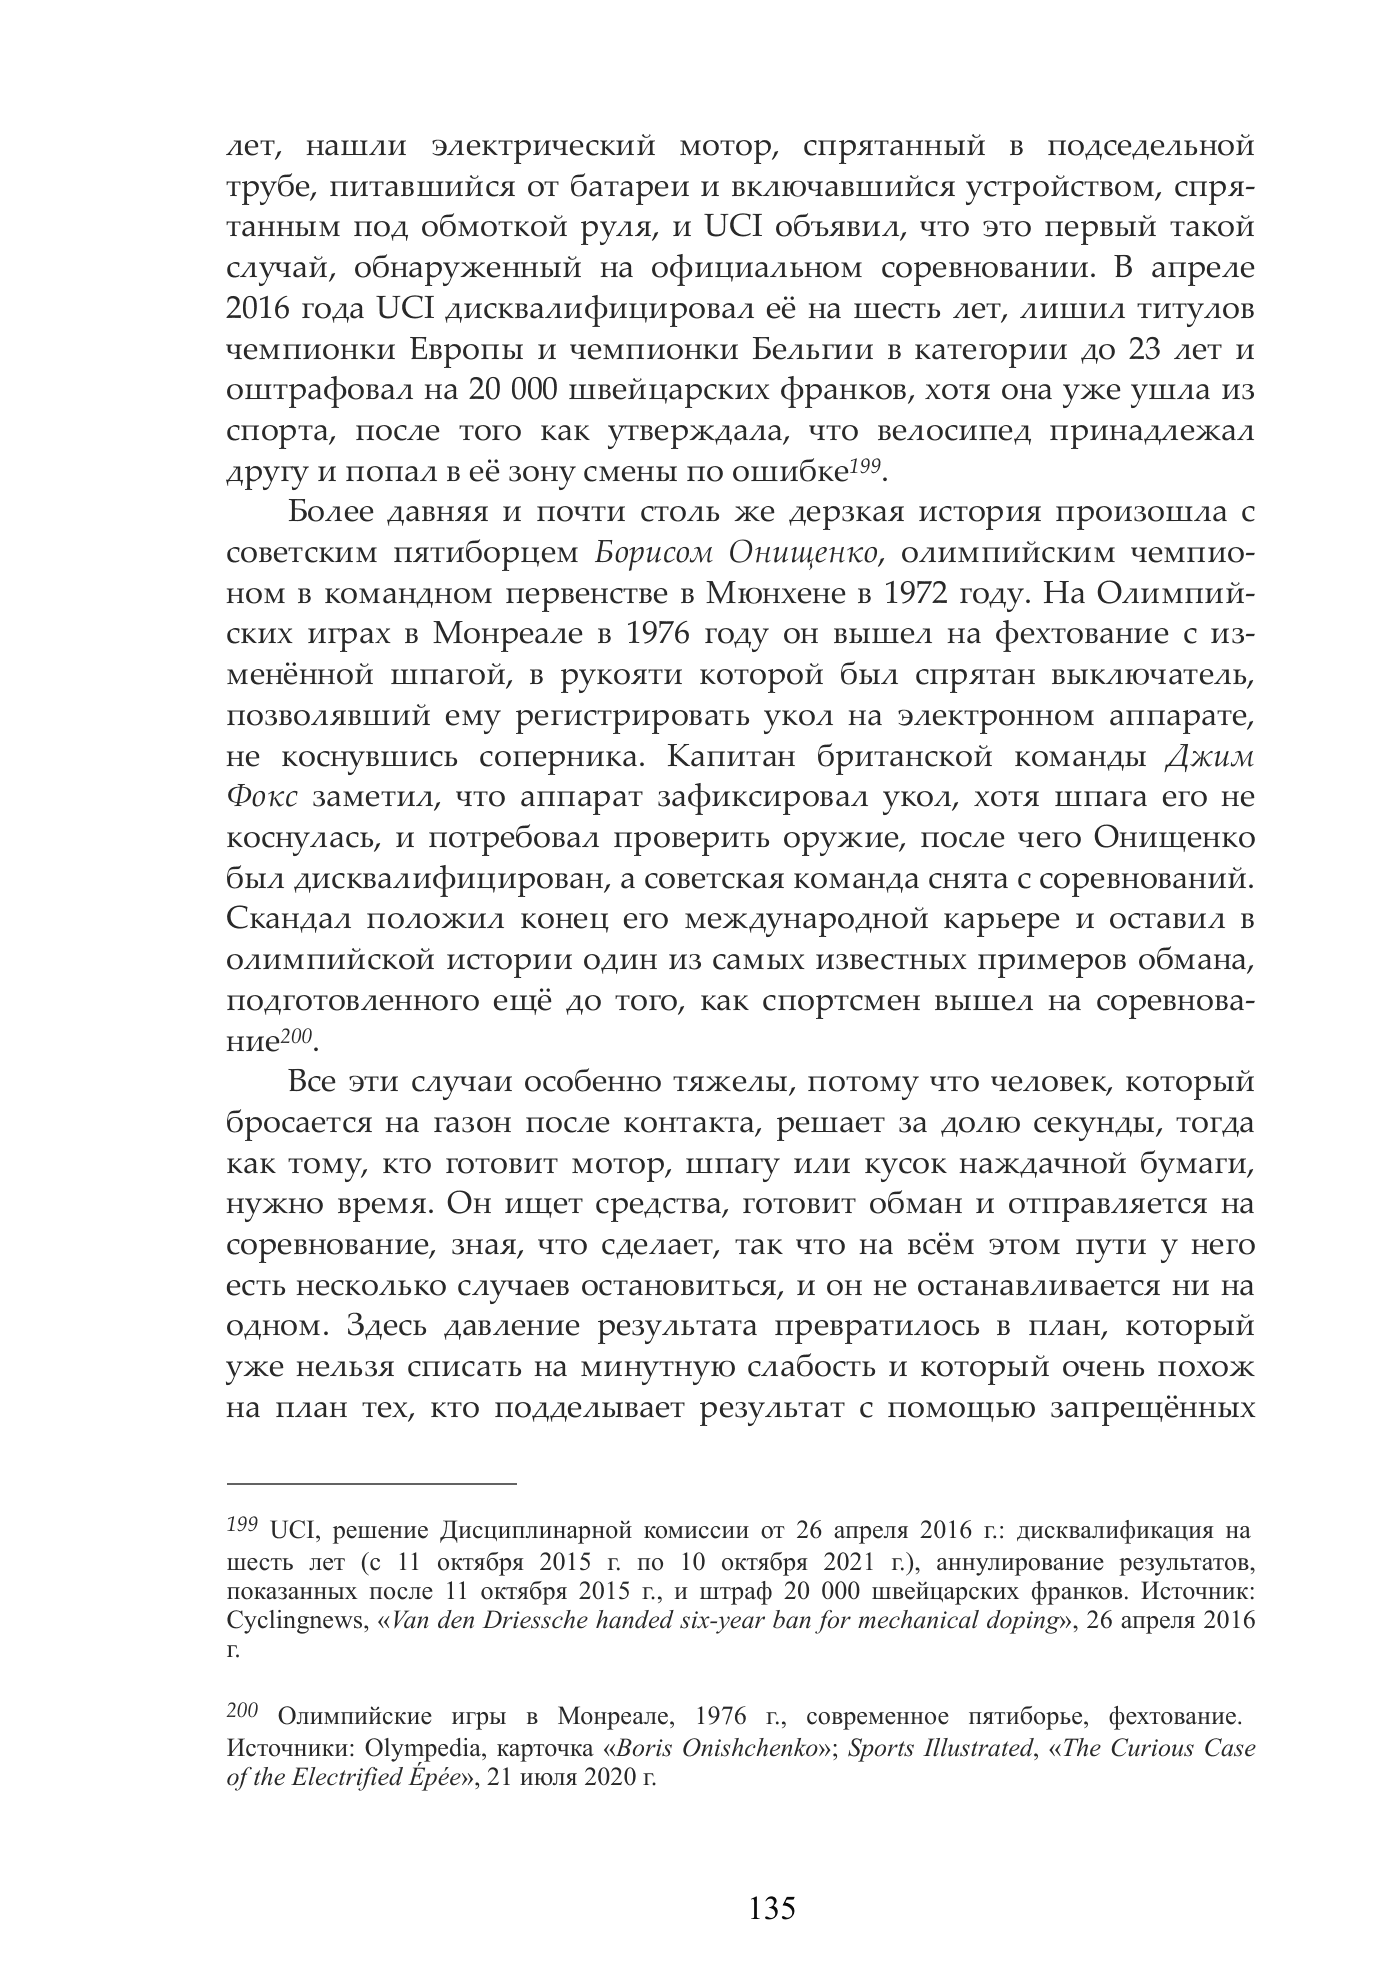 лет, нашли электрический мотор, спрятанный в подседельной
трубе, питавшийся от батареи и включавшийся устройством, спря-
танным под обмоткой руля, и UCI объявил, что это первый такой
случай, обнаруженный на официальном соревновании. В апреле
2016 года UCI дисквалифицировал её на шесть лет, лишил титулов
чемпионки Европы и чемпионки Бельгии в категории до 23 лет и
оштрафовал на 20 000 швейцарских франков, хотя она уже ушла из
спорта, после того как утверждала, что велосипед принадлежал
другу и попал в её зону смены по ошибке199.
Более давняя и почти столь же дерзкая история произошла с
советским пятиборцем Борисом Онищенко, олимпийским чемпио-
ном в командном первенстве в Мюнхене в 1972 году. На Олимпий-
ских играх в Монреале в 1976 году он вышел на фехтование с из-
менённой шпагой, в рукояти которой был спрятан выключатель,
позволявший ему регистрировать укол на электронном аппарате,
не коснувшись соперника. Капитан британской команды Джим
Фокс заметил, что аппарат зафиксировал укол, хотя шпага его не
коснулась, и потребовал проверить оружие, после чего Онищенко
был дисквалифицирован, а советская команда снята с соревнований.
Скандал положил конец его международной карьере и оставил в
олимпийской истории один из самых известных примеров обмана,
подготовленного ещё до того, как спортсмен вышел на соревнова-
ние200.
Все эти случаи особенно тяжелы, потому что человек, который
бросается на газон после контакта, решает за долю секунды, тогда
как тому, кто готовит мотор, шпагу или кусок наждачной бумаги,
нужно время. Он ищет средства, готовит обман и отправляется на
соревнование, зная, что сделает, так что на всём этом пути у него
есть несколько случаев остановиться, и он не останавливается ни на
одном. Здесь давление результата превратилось в план, который
уже нельзя списать на минутную слабость и который очень похож
на план тех, кто подделывает результат с помощью запрещённых
199 UCI, решение Дисциплинарной комиссии от 26 апреля 2016 г.: дисквалификация на
шесть лет (с 11 октября 2015 г. по 10 октября 2021 г.), аннулирование результатов,
показанных после 11 октября 2015 г., и штраф 20 000 швейцарских франков. Источник:
Cyclingnews, «Van den Driessche handed six-year ban for mechanical doping», 26 апреля 2016
г.
200 Олимпийские игры в Монреале, 1976 г., современное пятиборье, фехтование.
Источники: Olympedia, карточка «Boris Onishchenko»; Sports Illustrated, «The Curious Case
of the Electrified Épée», 21 июля 2020 г.
135